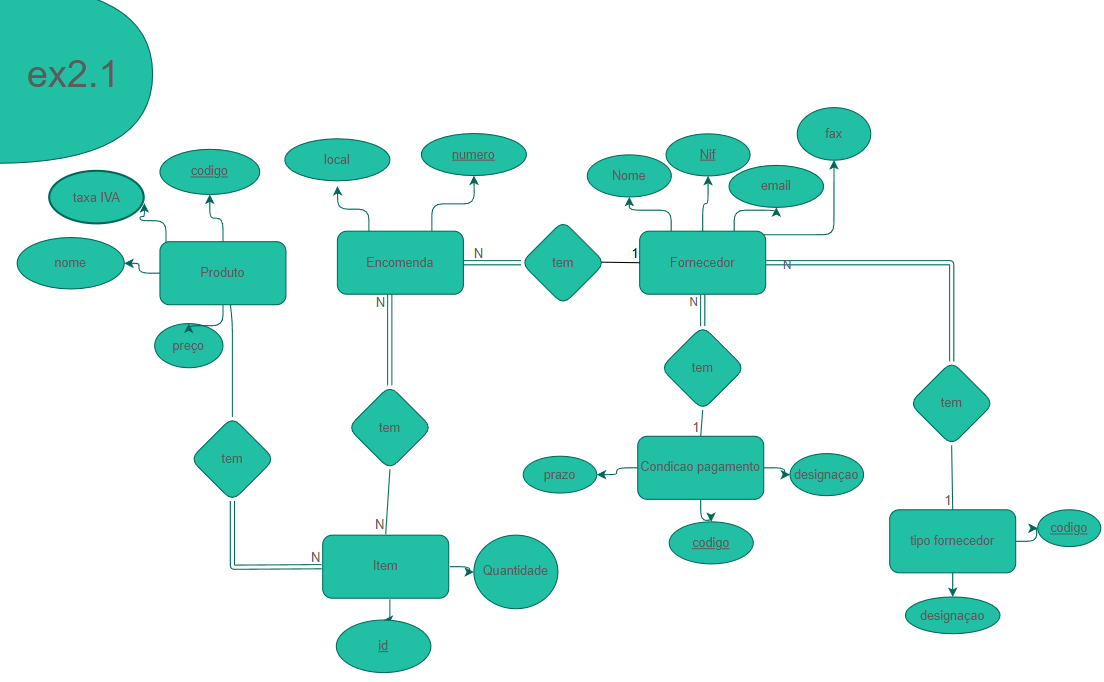 ex2.1
fax
local
numero
Nif
codigo
Nome
email
taxa IVA
N
tem
1
Encomenda
Fornecedor
N
nome
Produto
N
N
preço
tem
tem
tem
1
tem
Condicao pagamento
prazo
designaçao
1
N
codigo
tipo fornecedor
codigo
N
Item
Quantidade
designaçao
id